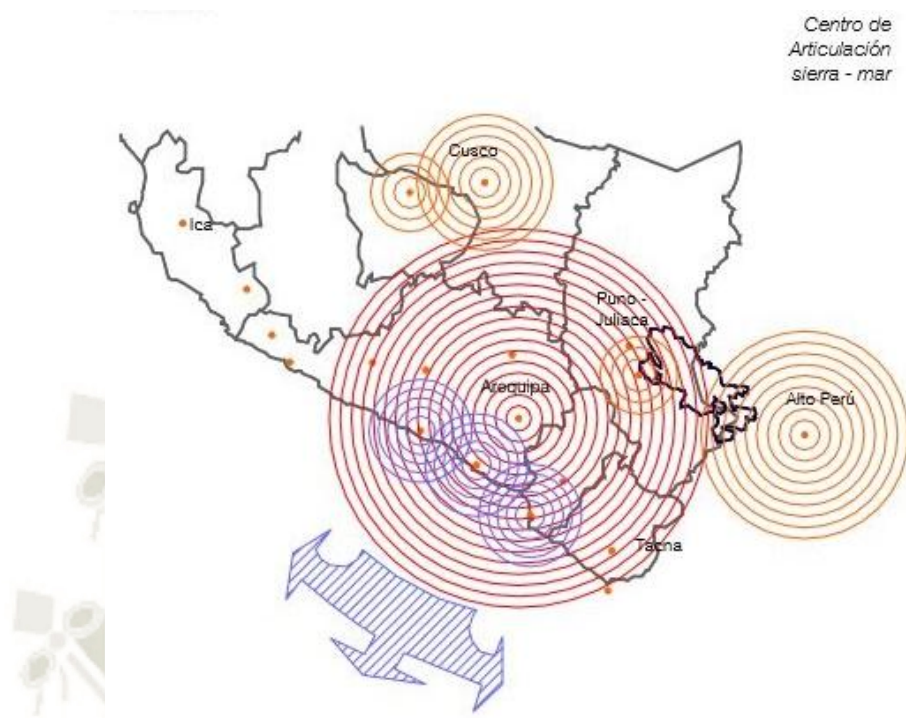 Centro de
Articulación
sierra - mar
Cusco
Ica
Puno -
Juliaca
Arequipa
Alto Perú
Tacna